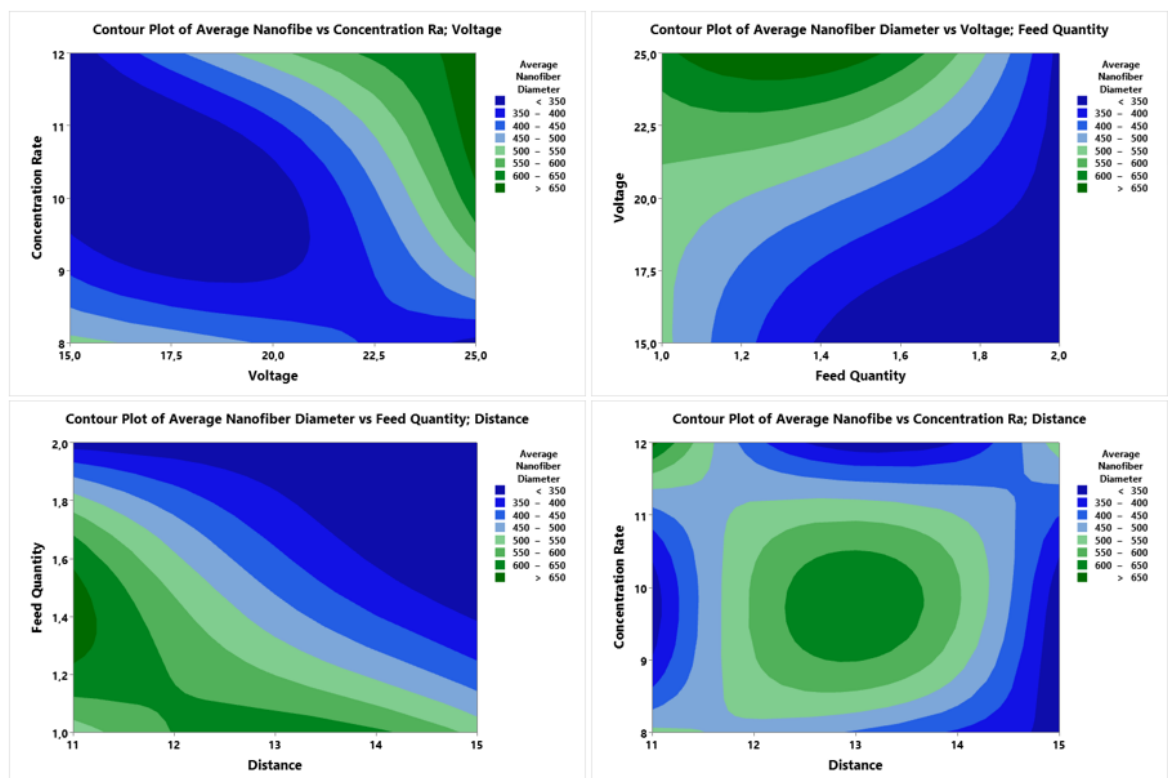 Contour Plot of Average Nanofibe vs Concentration Ra; Voltage
Average
Nanofiber
Diameter
< 350
350 – 400
400 – 450
450 – 500
500 – 550
550 – 600
600 – 650
> 650
Concentration Rate
12
11
10
9
8
15,0 17,5 20,0 22,5 25,0
Voltage
Contour Plot of Average Nanofiber Diameter vs Voltage; Feed Quantity
Average
Nanofiber
Diameter
< 350
350 – 400
400 – 450
450 – 500
500 – 550
550 – 600
600 – 650
> 650
Voltage
25,0
22,5
20,0
17,5
15,0
1,0 1,2 1,4 1,6 1,8 2,0
Feed Quantity
Contour Plot of Average Nanofiber Diameter vs Feed Quantity; Distance
Average
Nanofiber
Diameter
< 350
350 – 400
400 – 450
450 – 500
500 – 550
550 – 600
600 – 650
> 650
Feed Quantity
2,0
1,8
1,6
1,4
1,2
1,0
11 12 13 14 15
Distance
Contour Plot of Average Nanofibe vs Concentration Ra; Distance
Average
Nanofiber
Diameter
< 350
350 – 400
400 – 450
450 – 500
500 – 550
550 – 600
600 – 650
> 650
Concentration Rate
12
11
10
9
8
11 12 13 14 15
Distance